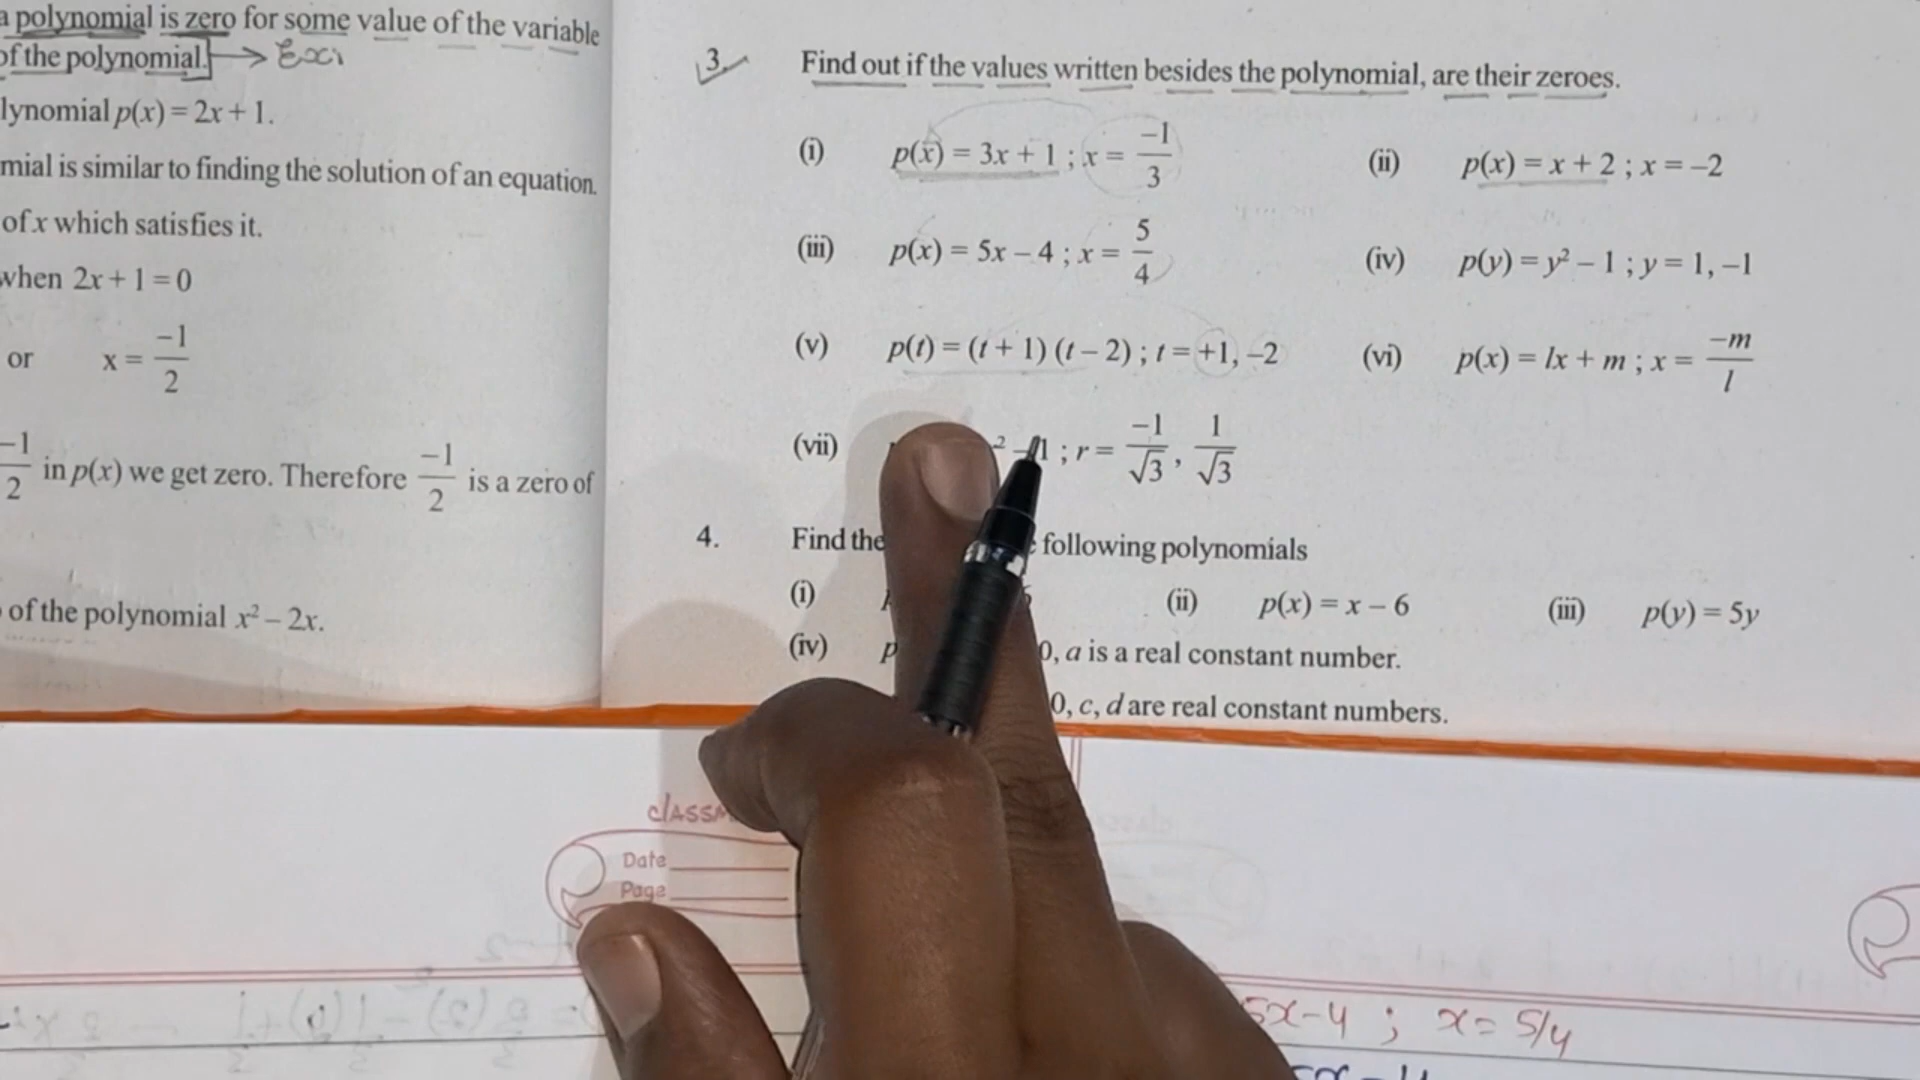 a polynomial is zero for some value of the variable
of the polynomial. → Exi
lynomial p(x) = 2x + 1.
mial is similar to finding the solution of an equation.
of x which satisfies it.
when 2x + 1 = 0
or x = -1/2
-1/2 in p(x) we get zero. Therefore -1/2 is a zero of
of the polynomial x² – 2x.
3. Find out if the values written besides the polynomial, are their zeroes.
(i) p(x) = 3x + 1 ; x = -1/3 (ii) p(x) = x + 2 ; x = –2
(iii) p(x) = 5x – 4 ; x = 5/4 (iv) p(y) = y² – 1 ; y = 1, –1
(v) p(t) = (t + 1) (t – 2) ; t = +1, –2 (vi) p(x) = lx + m ; x = -m/l
(vii) ² – 1 ; r = -1/√3 , 1/√3
4. Find the following polynomials
(i) (ii) p(x) = x – 6 (iii) p(y) = 5y
(iv) p 0, a is a real constant number.
0, c, d are real constant numbers.
classm
Date
Page
5x-4 ; x = 5/4